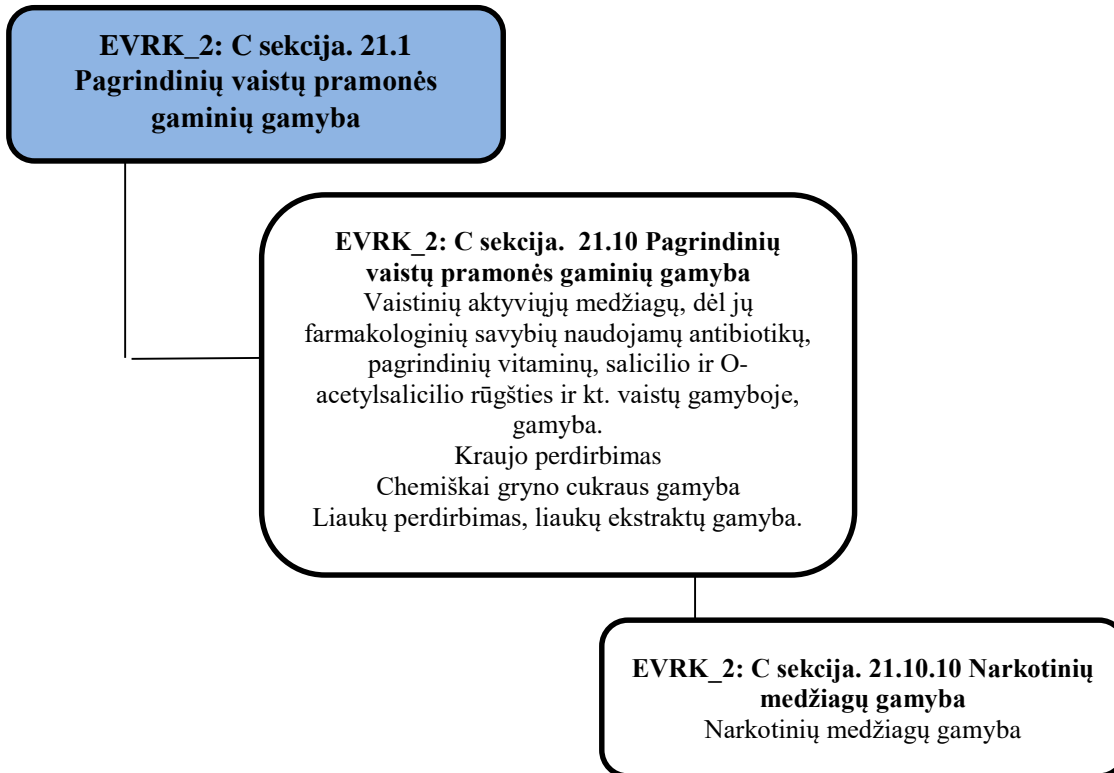 EVRK_2: C sekcija. 21.1
Pagrindinių vaistų pramonės
gaminių gamyba
EVRK_2: C sekcija.  21.10 Pagrindinių
vaistų pramonės gaminių gamyba
Vaistinių aktyviųjų medžiagų, dėl jų
farmakologinių savybių naudojamų antibiotikų,
pagrindinių vitaminų, salicilio ir O-
acetylsalicilio rūgšties ir kt. vaistų gamyboje,
gamyba.
Kraujo perdirbimas
Chemiškai gryno cukraus gamyba
Liaukų perdirbimas, liaukų ekstraktų gamyba.
EVRK_2: C sekcija. 21.10.10 Narkotinių
medžiagų gamyba
Narkotinių medžiagų gamyba